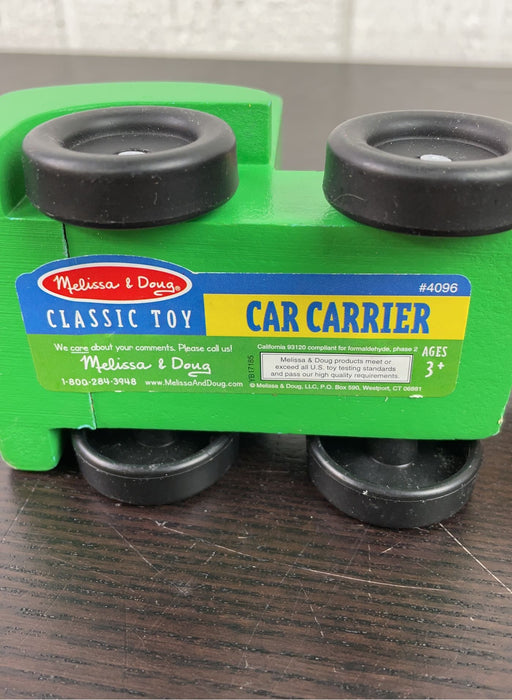 Melissa & Doug®
CLASSIC TOY
#4096
CAR CARRIER
We care about your comments. Please call us!
Melissa & Doug
1-800-284-3948 www.MelissaAndDoug.com
California 93120 compliant for formaldehyde, phase 2
Melissa & Doug products meet or
exceed all U.S. toy testing standards
and pass our high quality requirements.
© Melissa & Doug, LLC, P.O. Box 590, Westport, CT 06881
AGES
3+